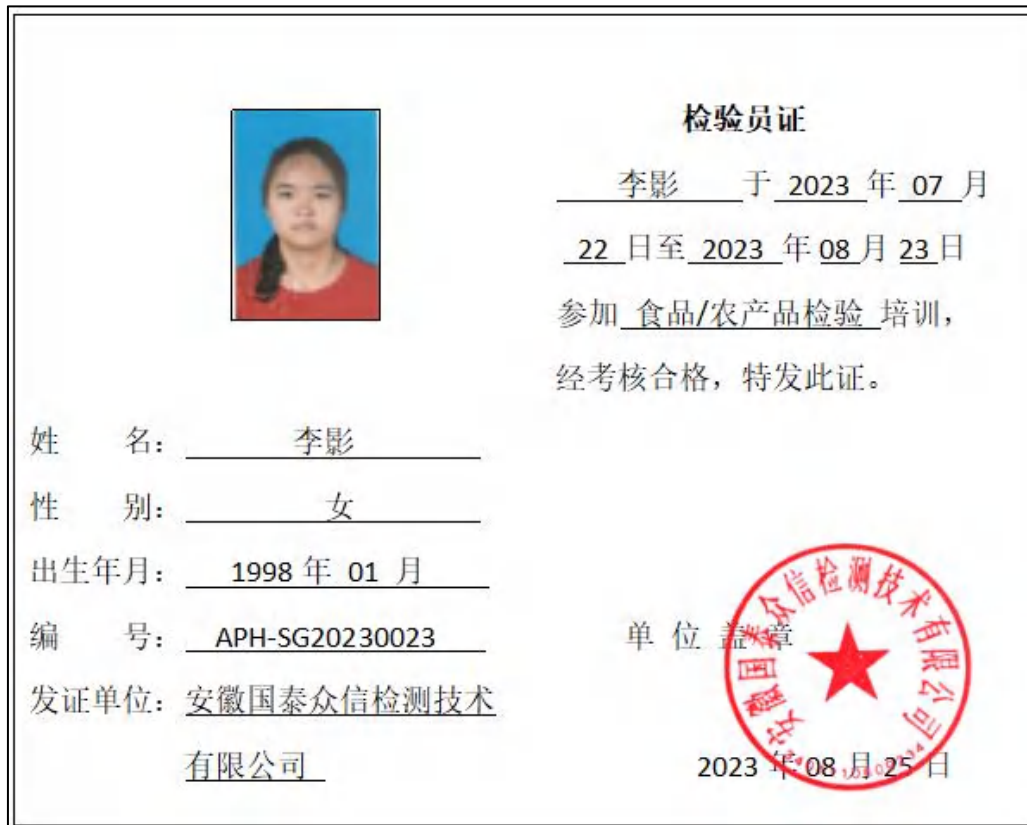 检验员证
李影 于 2023 年 07 月
22 日至 2023 年 08 月 23 日
参加 食品/农产品检验 培训，
经考核合格，特发此证。
姓 名： 李影
性 别： 女
出生年月： 1998 年 01 月
编 号： APH-SG20230023
发证单位：安徽国泰众信检测技术
有限公司
单 位 盖 章
安徽国泰众信检测技术有限公司
2023 年 08 月 25 日